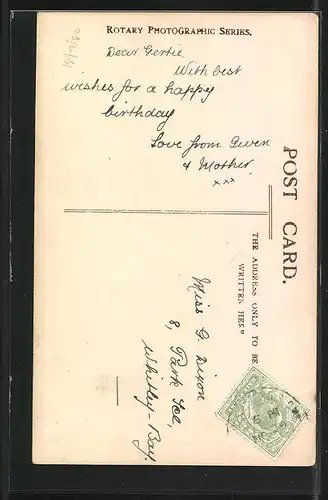 ROTARY PHOTOGRAPHIC SERIES.
Dear Gertie
With best
wishes for a happy
birthday
Love from Gwen
& Mother
xxx
POST CARD.
THE ADDRESS ONLY TO BE
WRITTEN HERE
Miss G. Dixon
8, Park Tce,
Whitley-Bay.